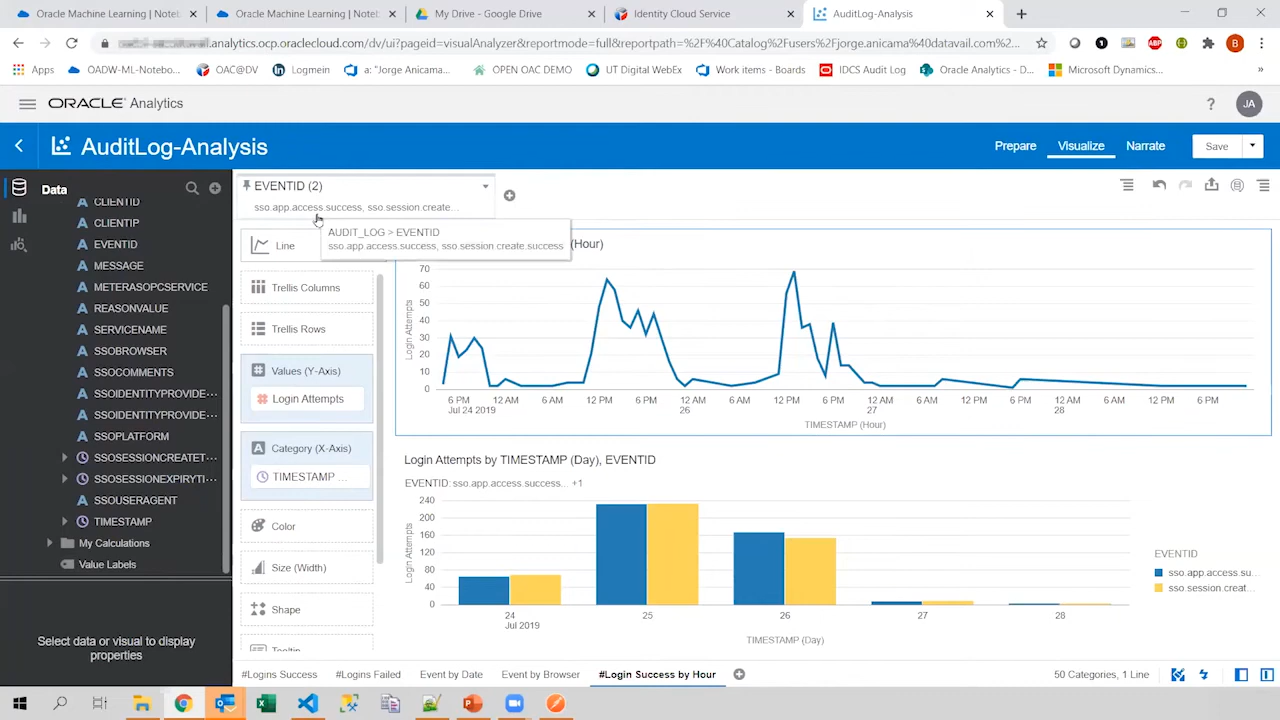 Oracle Machine Learning | Noteb
Oracle Machine Learning | Noteb
My Drive - Google Drive
Identity Cloud Service
AuditLog-Analysis
.analytics.ocp.oraclecloud.com/dv/ui?pageid=visualAnalyzer&reportmode=full&reportpath=%2F%40Catalog%2Fusers%2Fjorge.anicama%40datavail.com%2...
B
Apps
OADW-ML-Notebo...
OAC@DV
Logmein
a: "Jorge Anicama...
OPEN OAC DEMO
UT Digital WebEx
Work items - Boards
IDCS Audit Log
Oracle Analytics - D...
Microsoft Dynamics...
»
ORACLE Analytics
?
JA
AuditLog-Analysis
Prepare
Visualize
Narrate
Save
Data
CLIENTID
CLIENTIP
EVENTID
MESSAGE
METERASOPCSERVICE
REASONVALUE
SERVICENAME
SSOBROWSER
SSOCOMMENTS
SSOIDENTITYPROVIDE...
SSOIDENTITYPROVIDE...
SSOPLATFORM
SSOSESSIONCREATET...
SSOSESSIONEXPIRYTI...
SSOUSERAGENT
TIMESTAMP
My Calculations
Value Labels
Select data or visual to display
properties
EVENTID (2)
sso.app.access.success, sso.session.create...
AUDIT_LOG > EVENTID
sso.app.access.success, sso.session.create.success
Line
Trellis Columns
Trellis Rows
Values (Y-Axis)
Login Attempts
Category (X-Axis)
TIMESTAMP ...
Color
Size (Width)
Shape
Tooltip
(Hour)
Login Attempts
70
60
50
40
30
20
10
0
6 PM 12 AM 6 AM 12 PM 6 PM 12 AM 6 AM 12 PM 6 PM 12 AM 6 AM 12 PM 6 PM 12 AM 6 AM 12 PM 6 PM
Jul 24 2019 26 27 28
TIMESTAMP (Hour)
Login Attempts by TIMESTAMP (Day), EVENTID
EVENTID: sso.app.access.success... +1
Login Attempts
240
200
160
120
80
40
0
24 25 26 27 28
Jul 2019
TIMESTAMP (Day)
EVENTID
sso.app.access.su...
sso.session.creat...
#Logins Success
#Logins Failed
Event by Date
Event by Browser
#Login Success by Hour
50 Categories, 1 Line